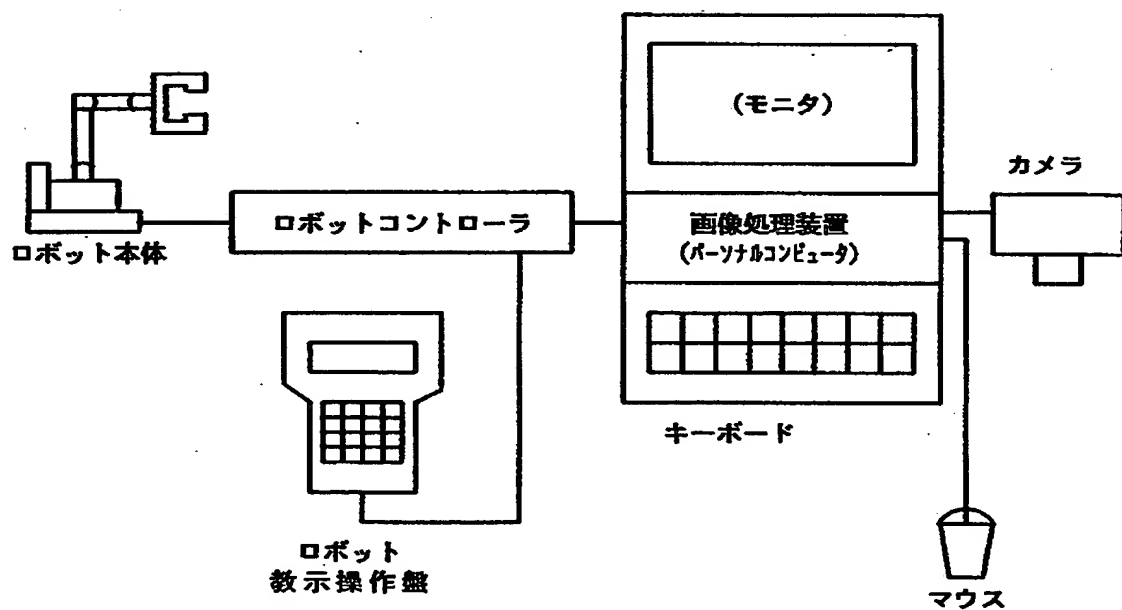 (モニタ)
カメラ
ロボットコントローラ
画像処理装置
(パーソナルコンピュータ)
ロボット本体
キーボード
ロボット
教示操作盤
マウス